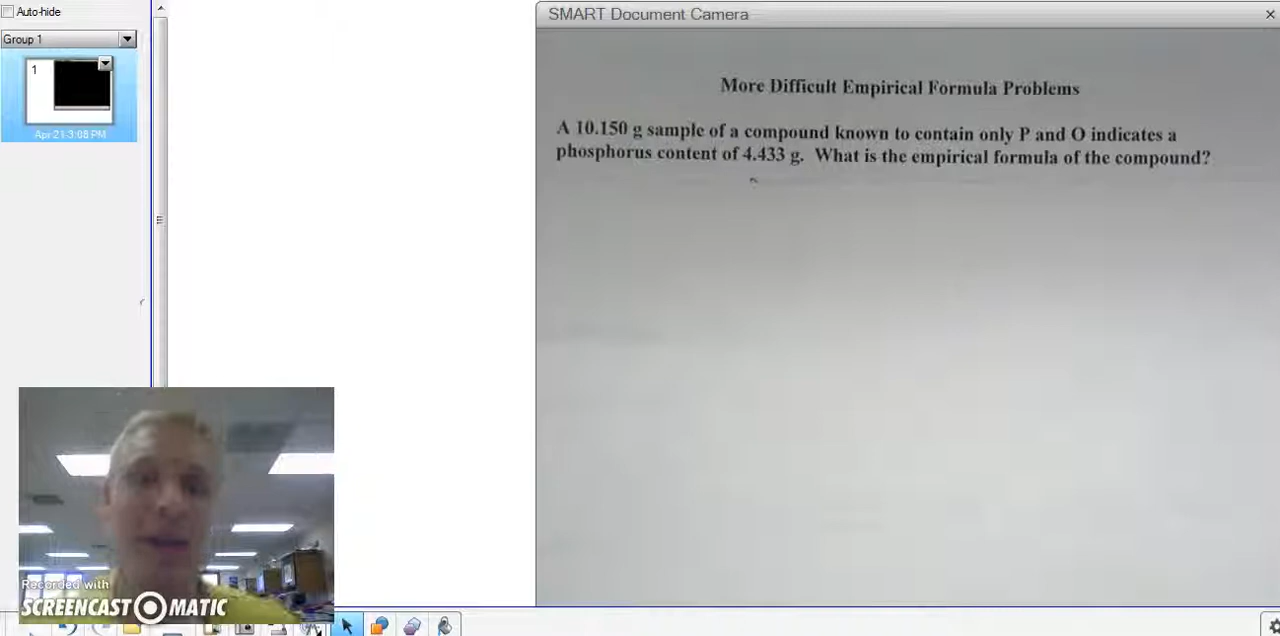 Auto-hide
SMART Document Camera
Group 1
1
Apr 21-3:08 PM
More Difficult Empirical Formula Problems
A 10.150 g sample of a compound known to contain only P and O indicates a
phosphorus content of 4.433 g. What is the empirical formula of the compound?
Recorded with
SCREENCAST MATIC